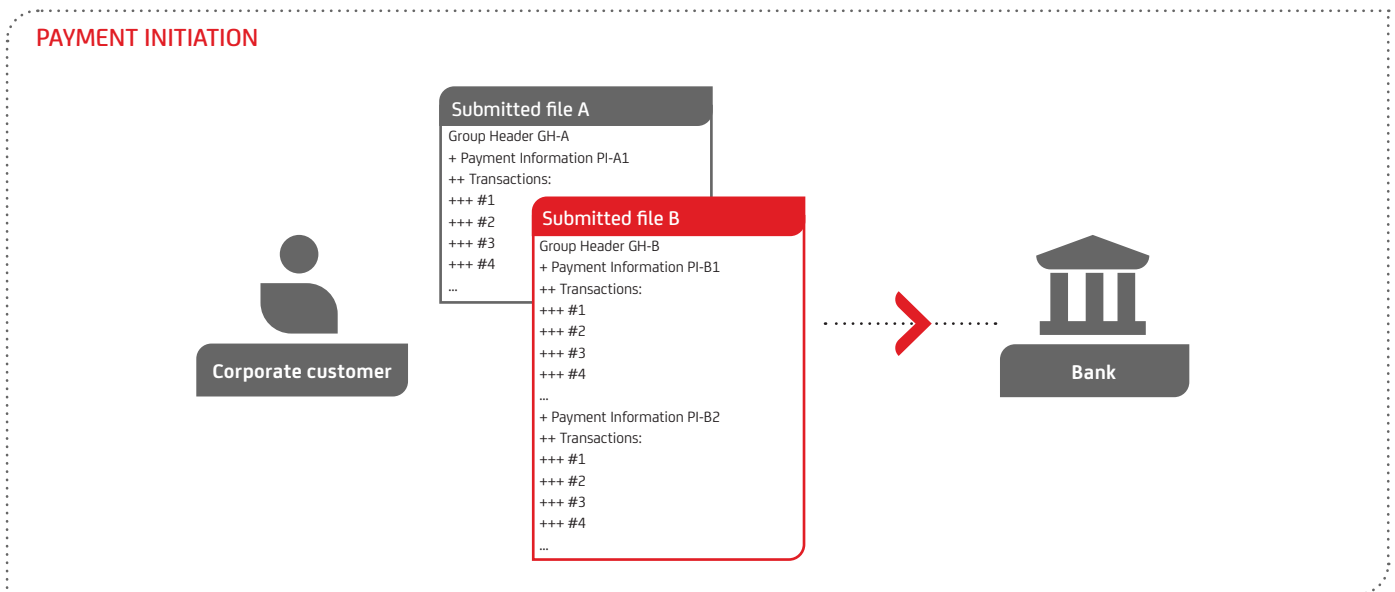 PAYMENT INITIATION
Submitted file A
Group Header GH-A
+ Payment Information PI-A1
++ Transactions:
+++ #1
+++ #2
+++ #3
+++ #4
...
Submitted file B
Group Header GH-B
+ Payment Information PI-B1
++ Transactions:
+++ #1
+++ #2
+++ #3
+++ #4
...
+ Payment Information PI-B2
++ Transactions:
+++ #1
+++ #2
+++ #3
+++ #4
...
Corporate customer
Bank